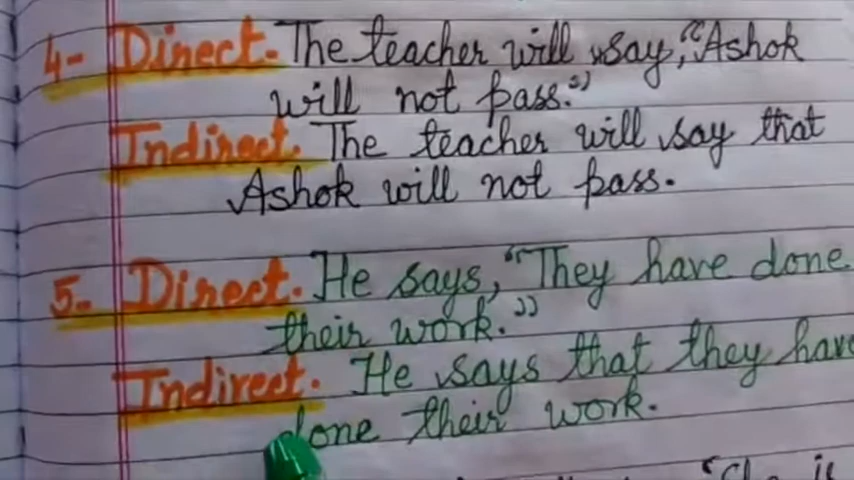 4- Direct. The teacher will say, "Ashok
will not pass."
Indirect. The teacher will say that
Ashok will not pass.
5- Direct. He says, "They have done
their work."
Indirect. He says that they have
done their work.